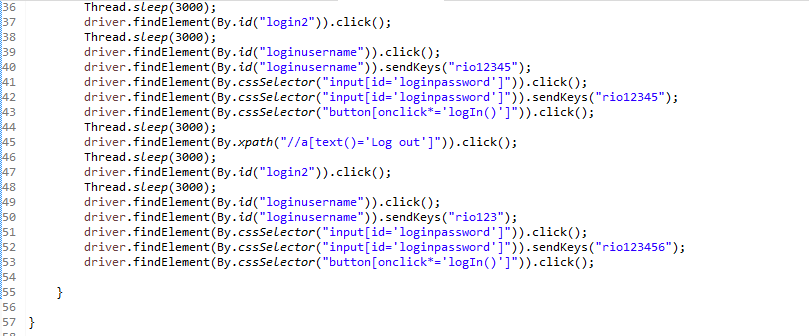 36 Thread.sleep(3000);
37 driver.findElement(By.id("login2")).click();
38 Thread.sleep(3000);
39 driver.findElement(By.id("loginusername")).click();
40 driver.findElement(By.id("loginusername")).sendKeys("rio12345");
41 driver.findElement(By.cssSelector("input[id='loginpassword']")).click();
42 driver.findElement(By.cssSelector("input[id='loginpassword']")).sendKeys("rio12345");
43 driver.findElement(By.cssSelector("button[onclick*='logIn()']")).click();
44 Thread.sleep(3000);
45 driver.findElement(By.xpath("//a[text()='Log out']")).click();
46 Thread.sleep(3000);
47 driver.findElement(By.id("login2")).click();
48 Thread.sleep(3000);
49 driver.findElement(By.id("loginusername")).click();
50 driver.findElement(By.id("loginusername")).sendKeys("rio123");
51 driver.findElement(By.cssSelector("input[id='loginpassword']")).click();
52 driver.findElement(By.cssSelector("input[id='loginpassword']")).sendKeys("rio123456");
53 driver.findElement(By.cssSelector("button[onclick*='logIn()']")).click();
54
55 }
56
57 }
58